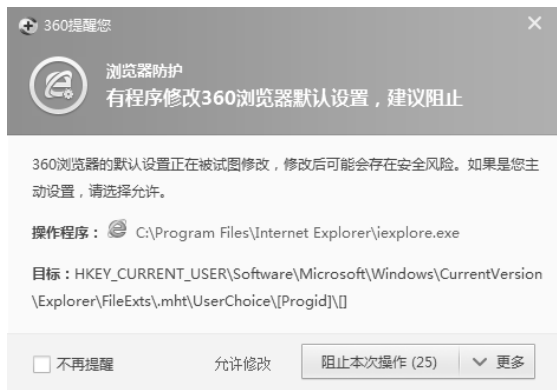 360提醒您
浏览器防护
有程序修改360浏览器默认设置，建议阻止
360浏览器的默认设置正在被试图修改，修改后可能会存在安全风险。如果是您主
动设置，请选择允许。
操作程序： C:\Program Files\Internet Explorer\iexplore.exe
目标：HKEY_CURRENT_USER\Software\Microsoft\Windows\CurrentVersion
\Explorer\FileExts\.mht\UserChoice\[Progid]\[]
不再提醒 允许修改 阻止本次操作 (25) 更多